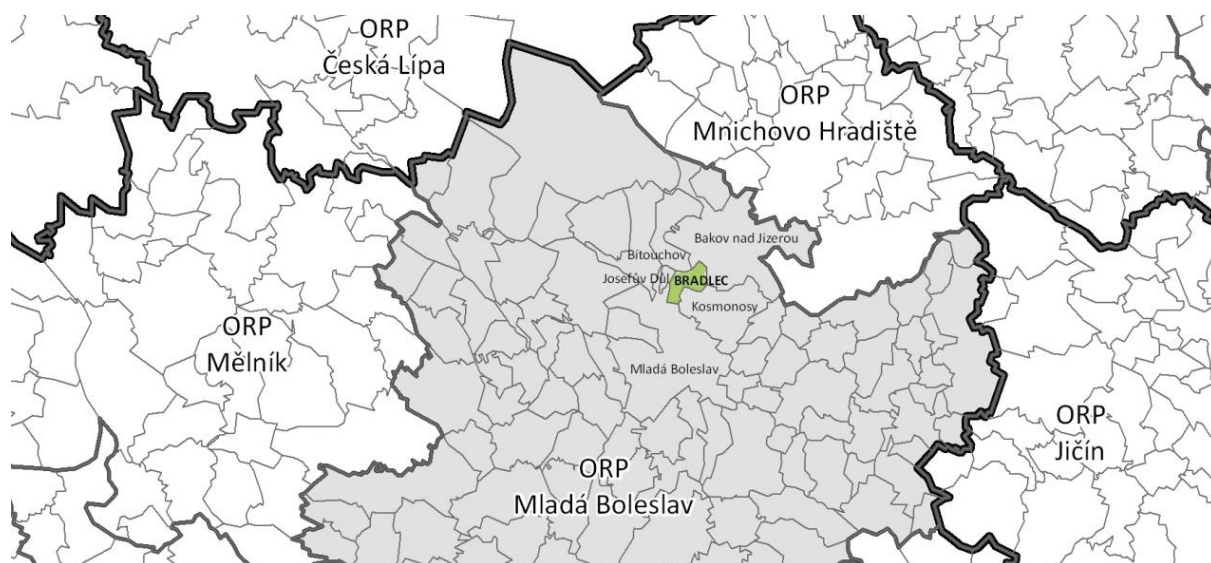 ORP
Česká Lípa
ORP
Mnichovo Hradiště
Bakov nad Jizerou
Bítouchov
Josefův Důl
BRADLEC
Kosmonosy
ORP
Mělník
Mladá Boleslav
ORP
Jičín
ORP
Mladá Boleslav